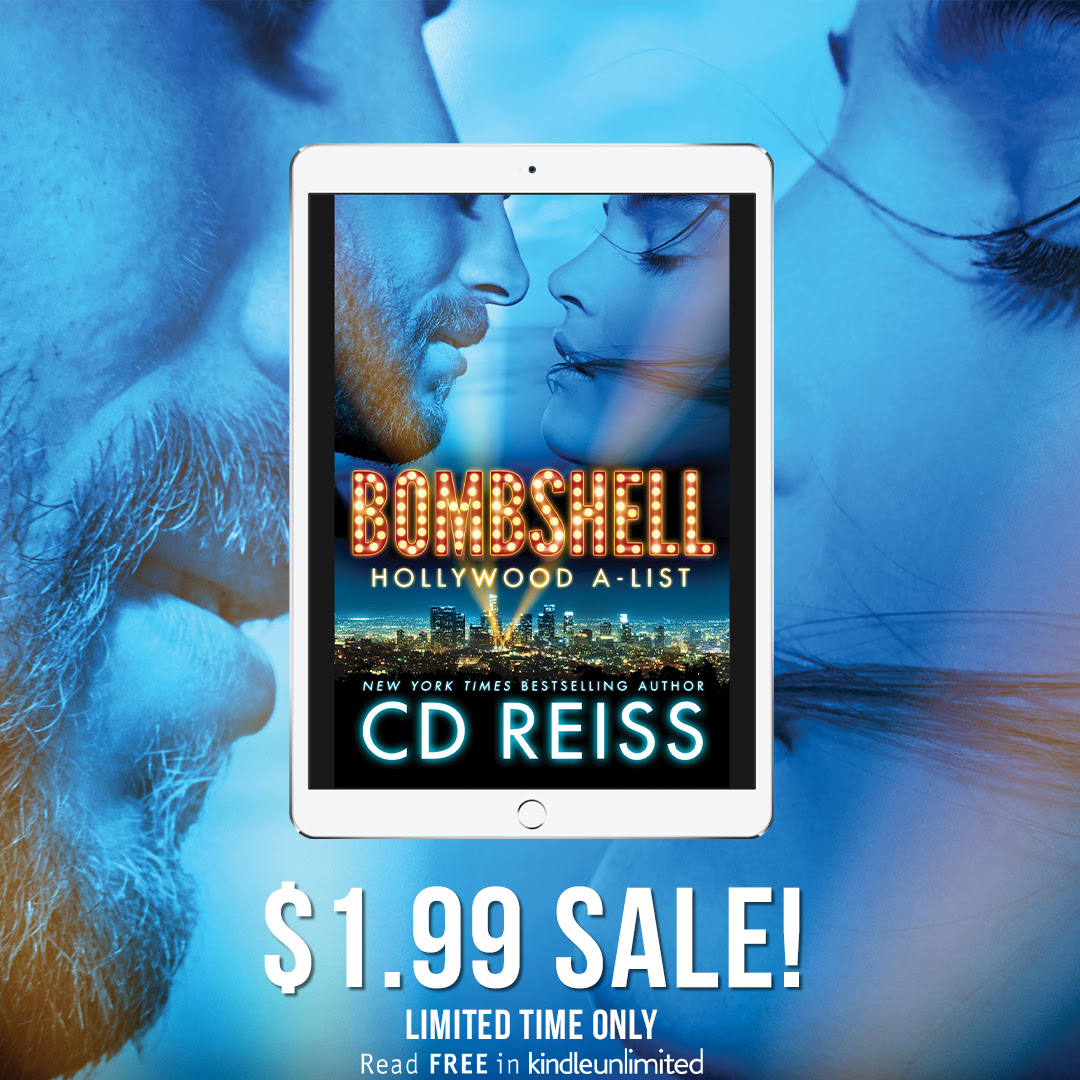 BOMBSHELL
HOLLYWOOD A-LIST
NEW YORK TIMES BESTSELLING AUTHOR
CD REISS
$1.99 SALE!
LIMITED TIME ONLY
Read FREE in kindleunlimited